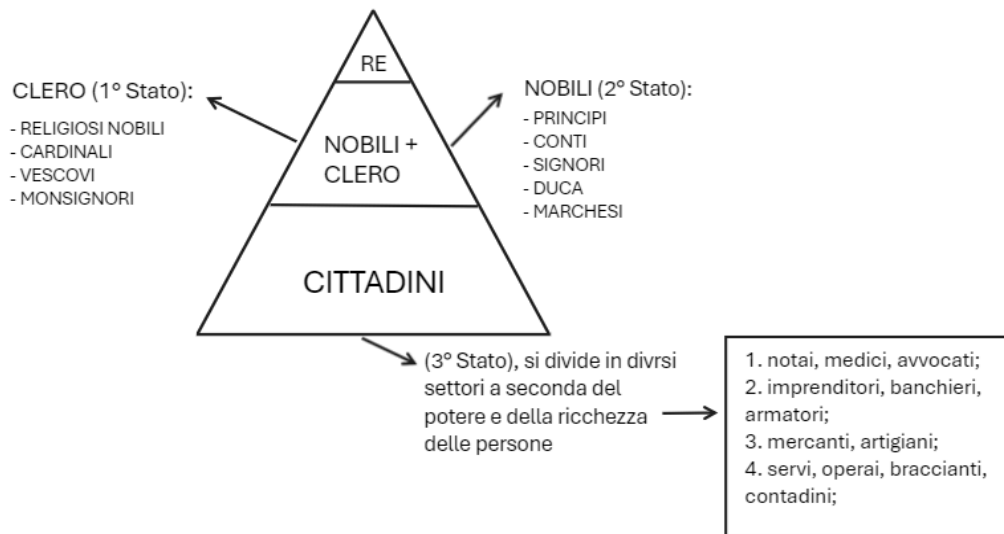 RE
CLERO (1° Stato):
- RELIGIOSI NOBILI
- CARDINALI
- VESCOVI
- MONSIGNORI
NOBILI +
CLERO
NOBILI (2° Stato):
- PRINCIPI
- CONTI
- SIGNORI
- DUCA
- MARCHESI
CITTADINI
(3° Stato), si divide in divrsi
settori a seconda del
potere e della ricchezza
delle persone
1. notai, medici, avvocati;
2. imprenditori, banchieri,
armatori;
3. mercanti, artigiani;
4. servi, operai, braccianti,
contadini;